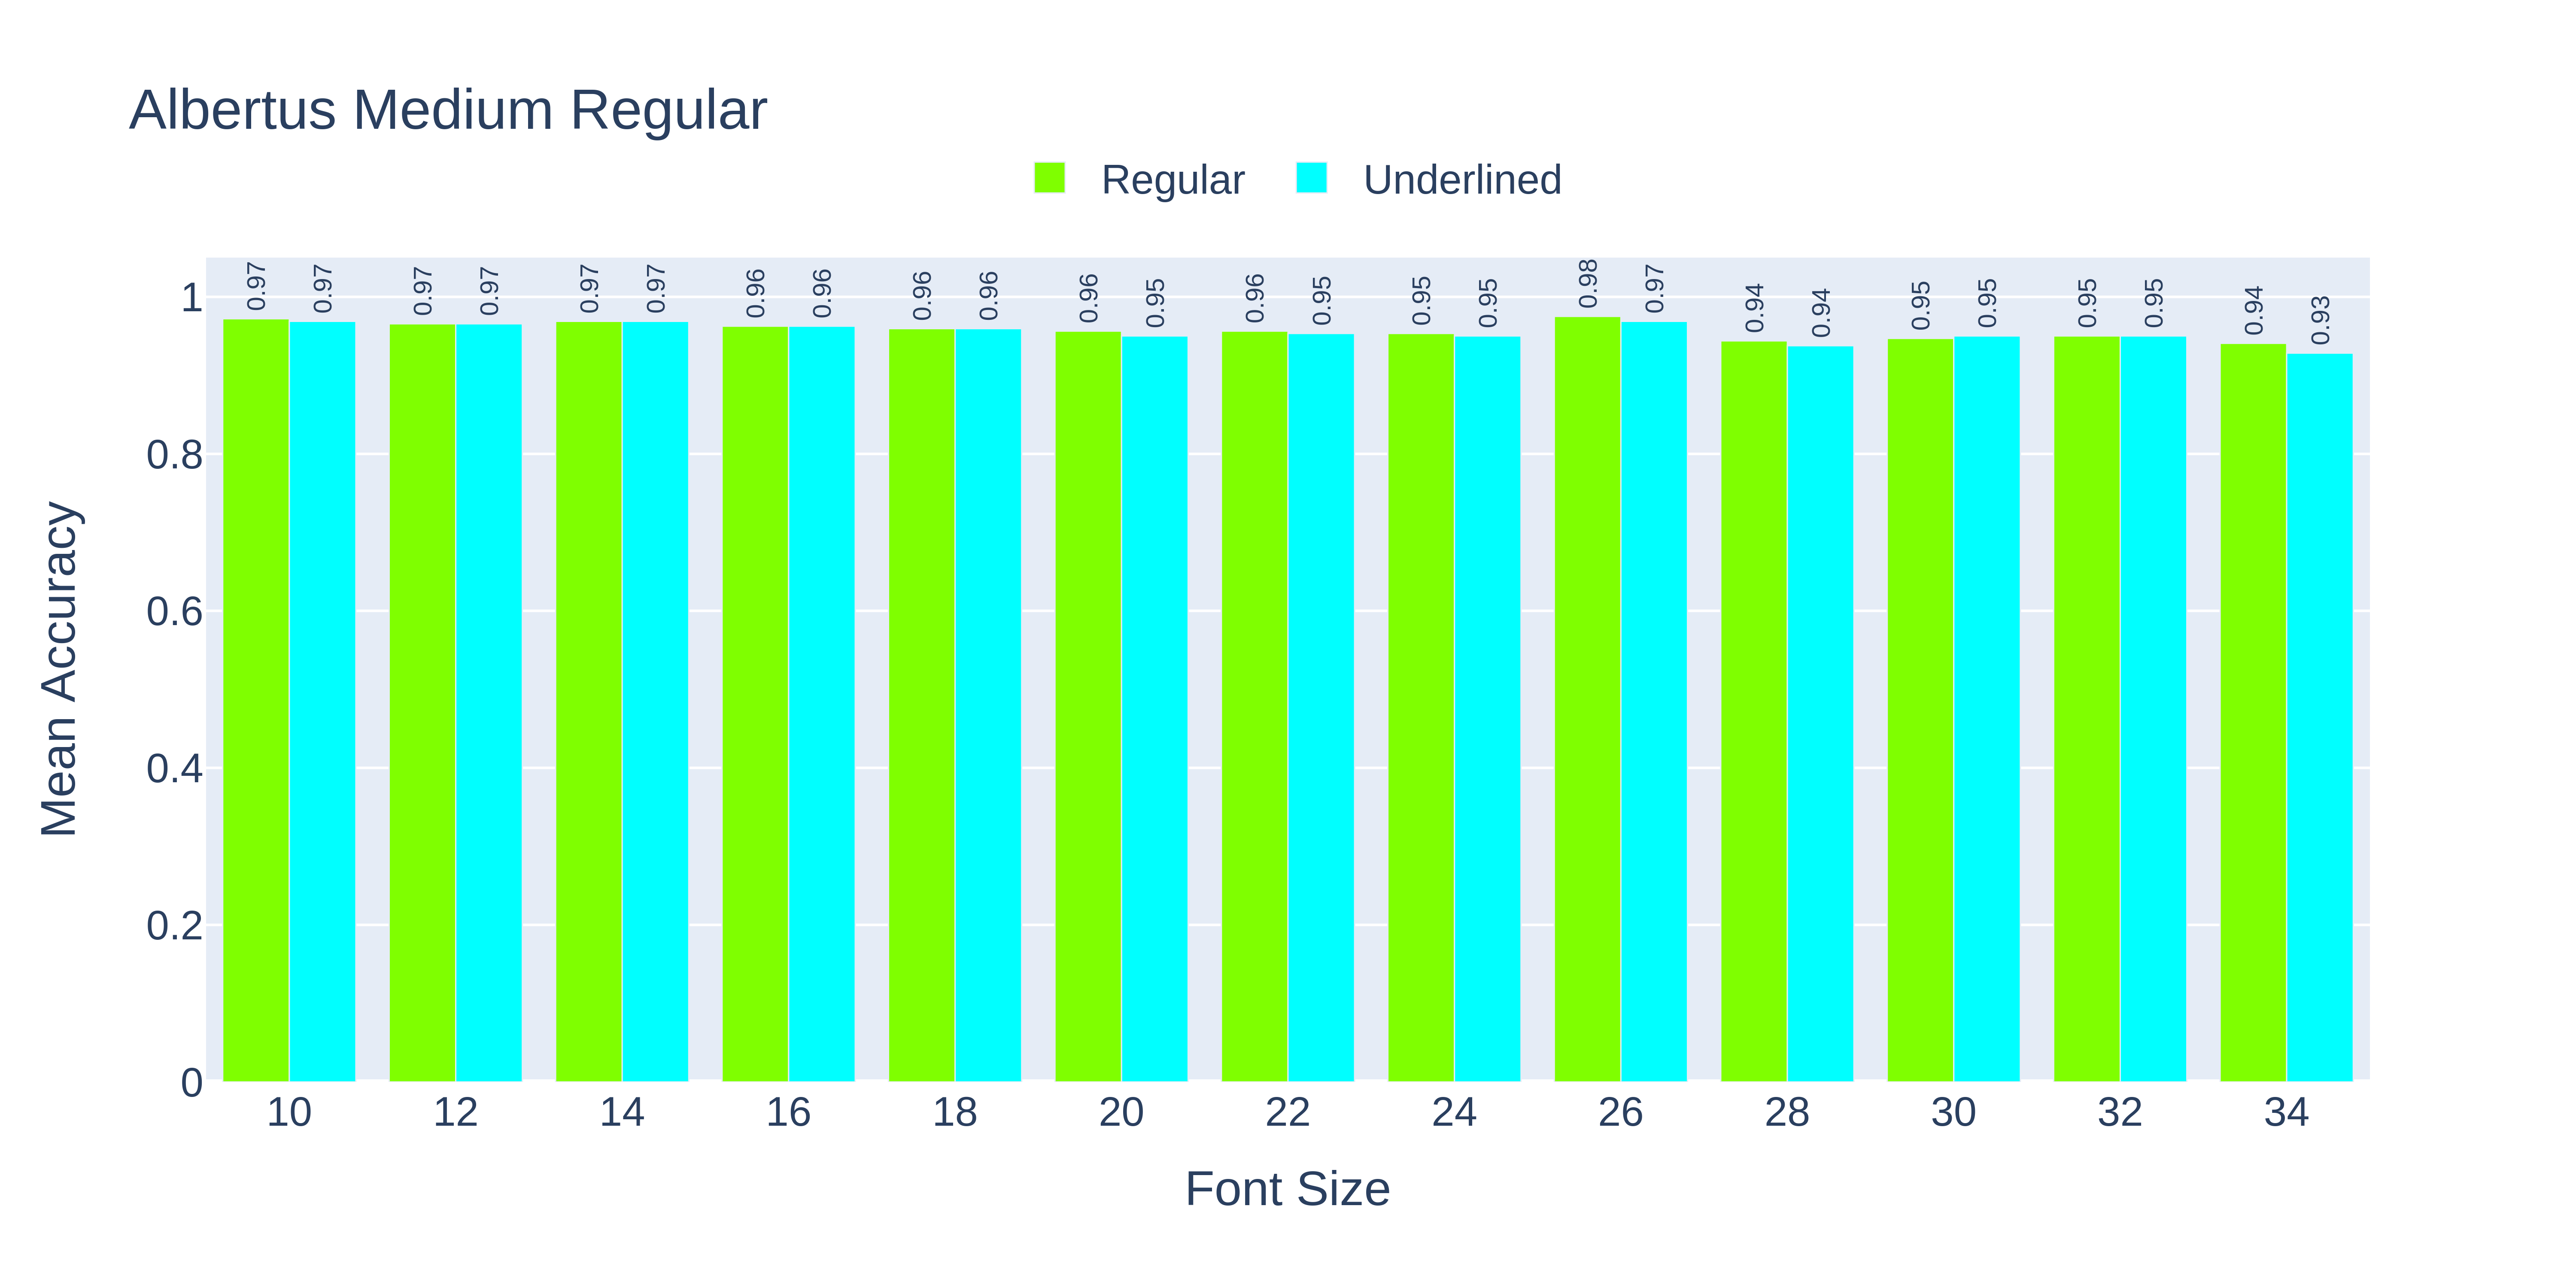 Albertus Medium Regular
Regular Underlined
0.97 0.97 0.97 0.97 0.97 0.97 0.96 0.96 0.96 0.96 0.96 0.95 0.96 0.95 0.95 0.95 0.98 0.97 0.94 0.94 0.95 0.95 0.95 0.95 0.94 0.93
1
0.8
0.6
0.4
0.2
0
Mean Accuracy
10 12 14 16 18 20 22 24 26 28 30 32 34
Font Size